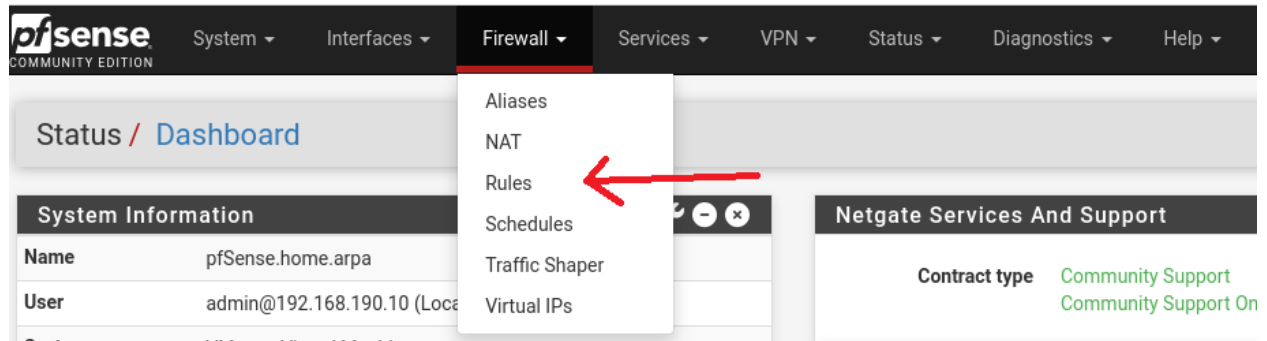 pfsense
COMMUNITY EDITION
System Interfaces Firewall Services VPN Status Diagnostics Help
Aliases
NAT
Rules
Schedules
Traffic Shaper
Virtual IPs
Status / Dashboard
System Information
Name pfSense.home.arpa
User admin@192.168.190.10 (Loca
Netgate Services And Support
Contract type Community Support
Community Support On